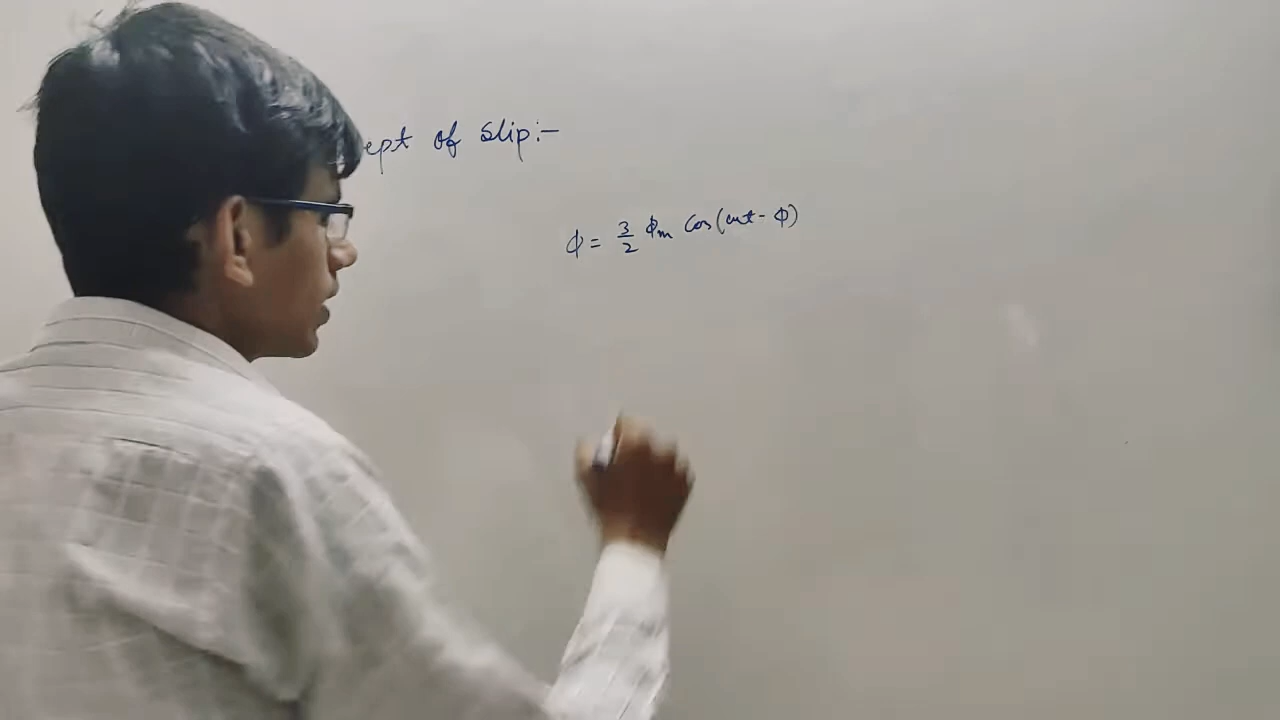 ept of Slip:-
ϕ = 3/2 ϕm Cos(ωt - ϕ)